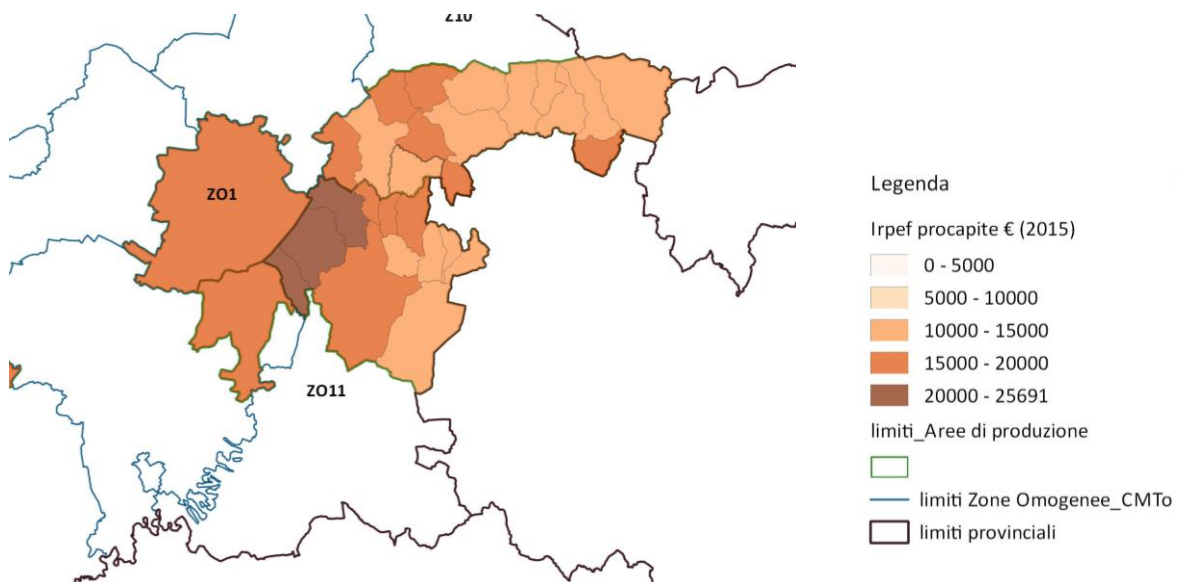 Z10
ZO1
ZO11
Legenda
Irpef procapite € (2015)
0 - 5000
5000 - 10000
10000 - 15000
15000 - 20000
20000 - 25691
limiti_Aree di produzione
limiti Zone Omogenee_CMTo
limiti provinciali